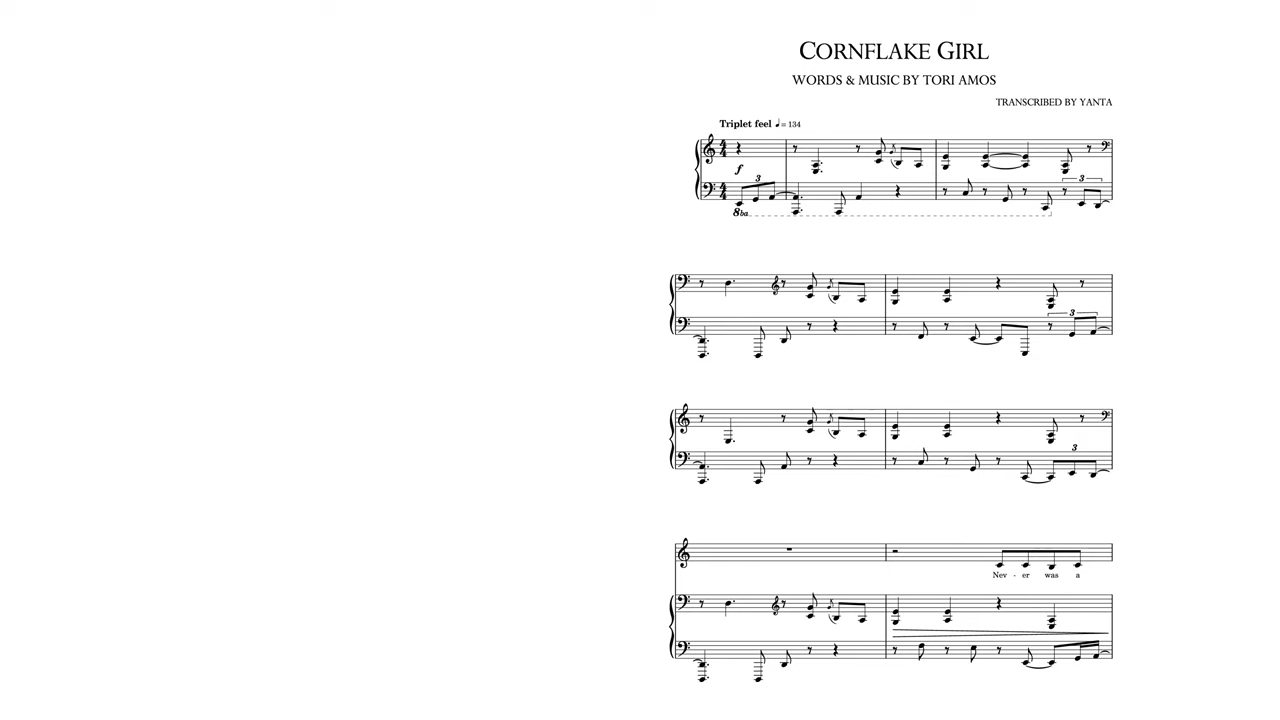 CORNFLAKE GIRL
WORDS & MUSIC BY TORI AMOS
TRANSCRIBED BY YANTA
Triplet feel ♩ = 134
3
f
3
8ba
3
3
Nev - er was a